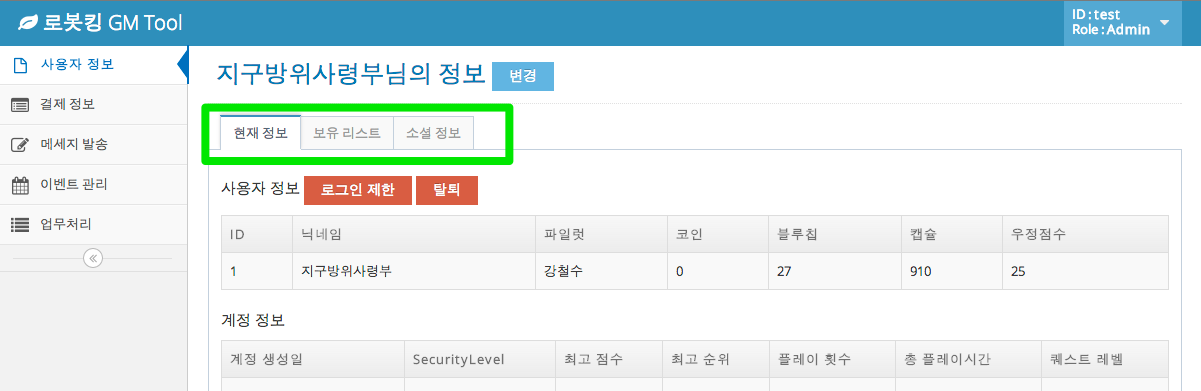 로봇킹 GM Tool
ID : test
Role : Admin
사용자 정보
결제 정보
메세지 발송
이벤트 관리
업무처리
지구방위사령부님의 정보 변경
현재 정보 보유 리스트 소셜 정보
사용자 정보 로그인 제한 탈퇴
ID 닉네임 파일럿 코인 블루칩 캡슐 우정점수
1 지구방위사령부 강철수 0 27 910 25
계정 정보
계정 생성일 SecurityLevel 최고 점수 최고 순위 플레이 횟수 총 플레이시간 퀘스트 레벨